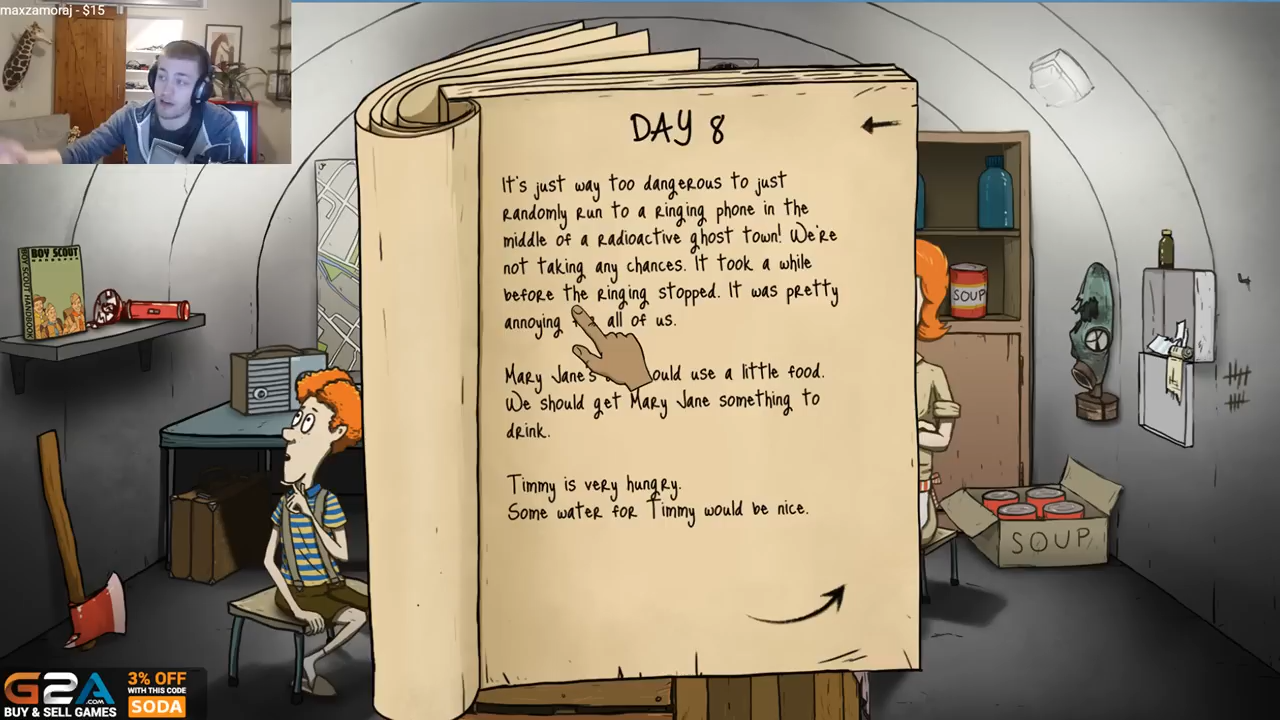 maxzamoraj - $15
DAY 8
It's just way too dangerous to just
randomly run to a ringing phone in the
middle of a radioactive ghost town! We're
not taking any chances. It took a while
before the ringing stopped. It was pretty
annoying all of us.
Mary Jane's ould use a little food.
We should get Mary Jane something to
drink.
Timmy is very hungry.
Some water for Timmy would be nice.
BOY SCOUT
BOY SCOUT HANDBOOK
SOUP
SOUP
G2A
.COM
BUY & SELL GAMES
3% OFF
WITH THIS CODE
SODA